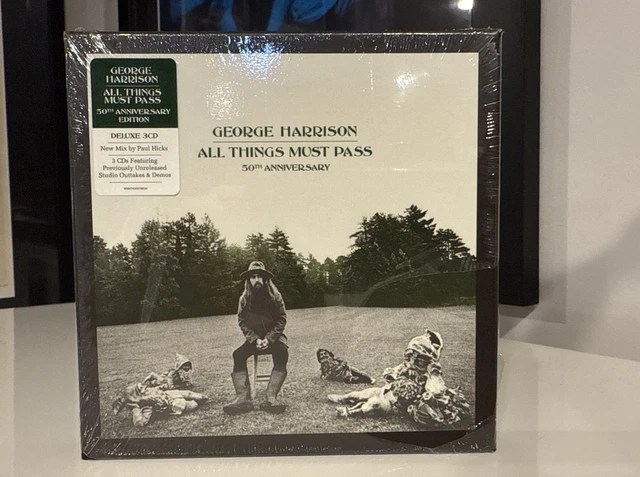 GEORGE
HARRISON
ALL THINGS
MUST PASS
50TH ANNIVERSARY
EDITION
DELUXE 3CD
New Mix by Paul Hicks
3 CDs Featuring
Previously Unreleased
Studio Outtakes & Demos
GEORGE HARRISON
ALL THINGS MUST PASS
50TH ANNIVERSARY